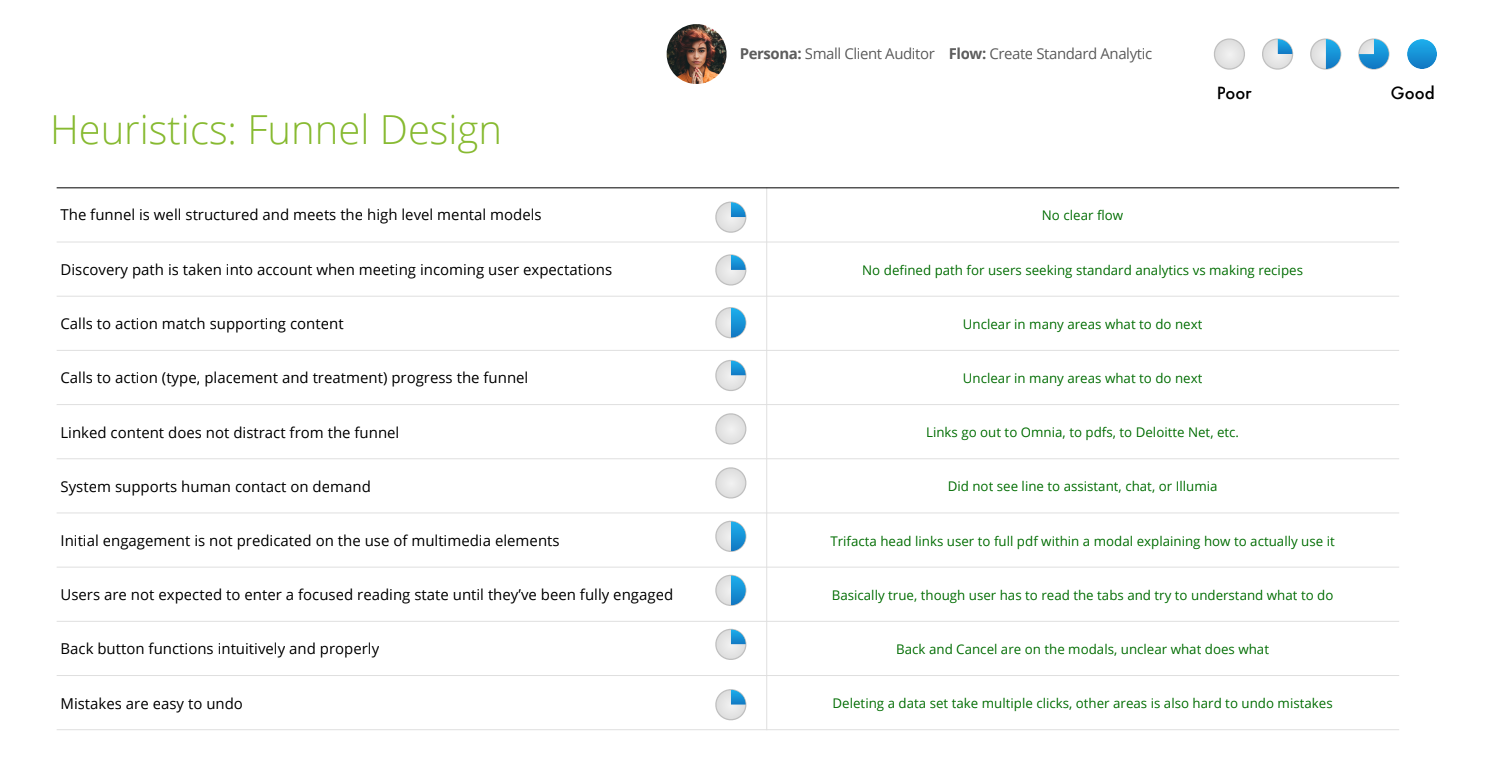 Persona: Small Client Auditor Flow: Create Standard Analytic
Poor Good
Heuristics: Funnel Design
The funnel is well structured and meets the high level mental models No clear flow
Discovery path is taken into account when meeting incoming user expectations No defined path for users seeking standard analytics vs making recipes
Calls to action match supporting content Unclear in many areas what to do next
Calls to action (type, placement and treatment) progress the funnel Unclear in many areas what to do next
Linked content does not distract from the funnel Links go out to Omnia, to pdfs, to Deloitte Net, etc.
System supports human contact on demand Did not see line to assistant, chat, or Illumia
Initial engagement is not predicated on the use of multimedia elements Trifacta head links user to full pdf within a modal explaining how to actually use it
Users are not expected to enter a focused reading state until they’ve been fully engaged Basically true, though user has to read the tabs and try to understand what to do
Back button functions intuitively and properly Back and Cancel are on the modals, unclear what does what
Mistakes are easy to undo Deleting a data set take multiple clicks, other areas is also hard to undo mistakes